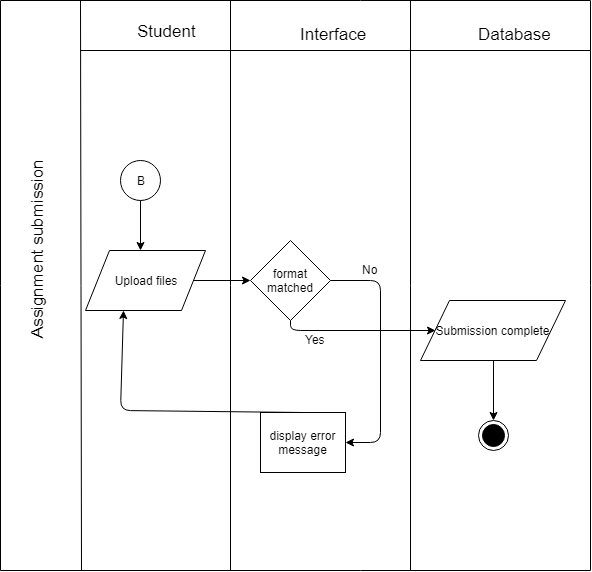 Student
Interface
Database
Assignment submission
B
Upload files
format
matched
No
Yes
Submission complete
display error
message